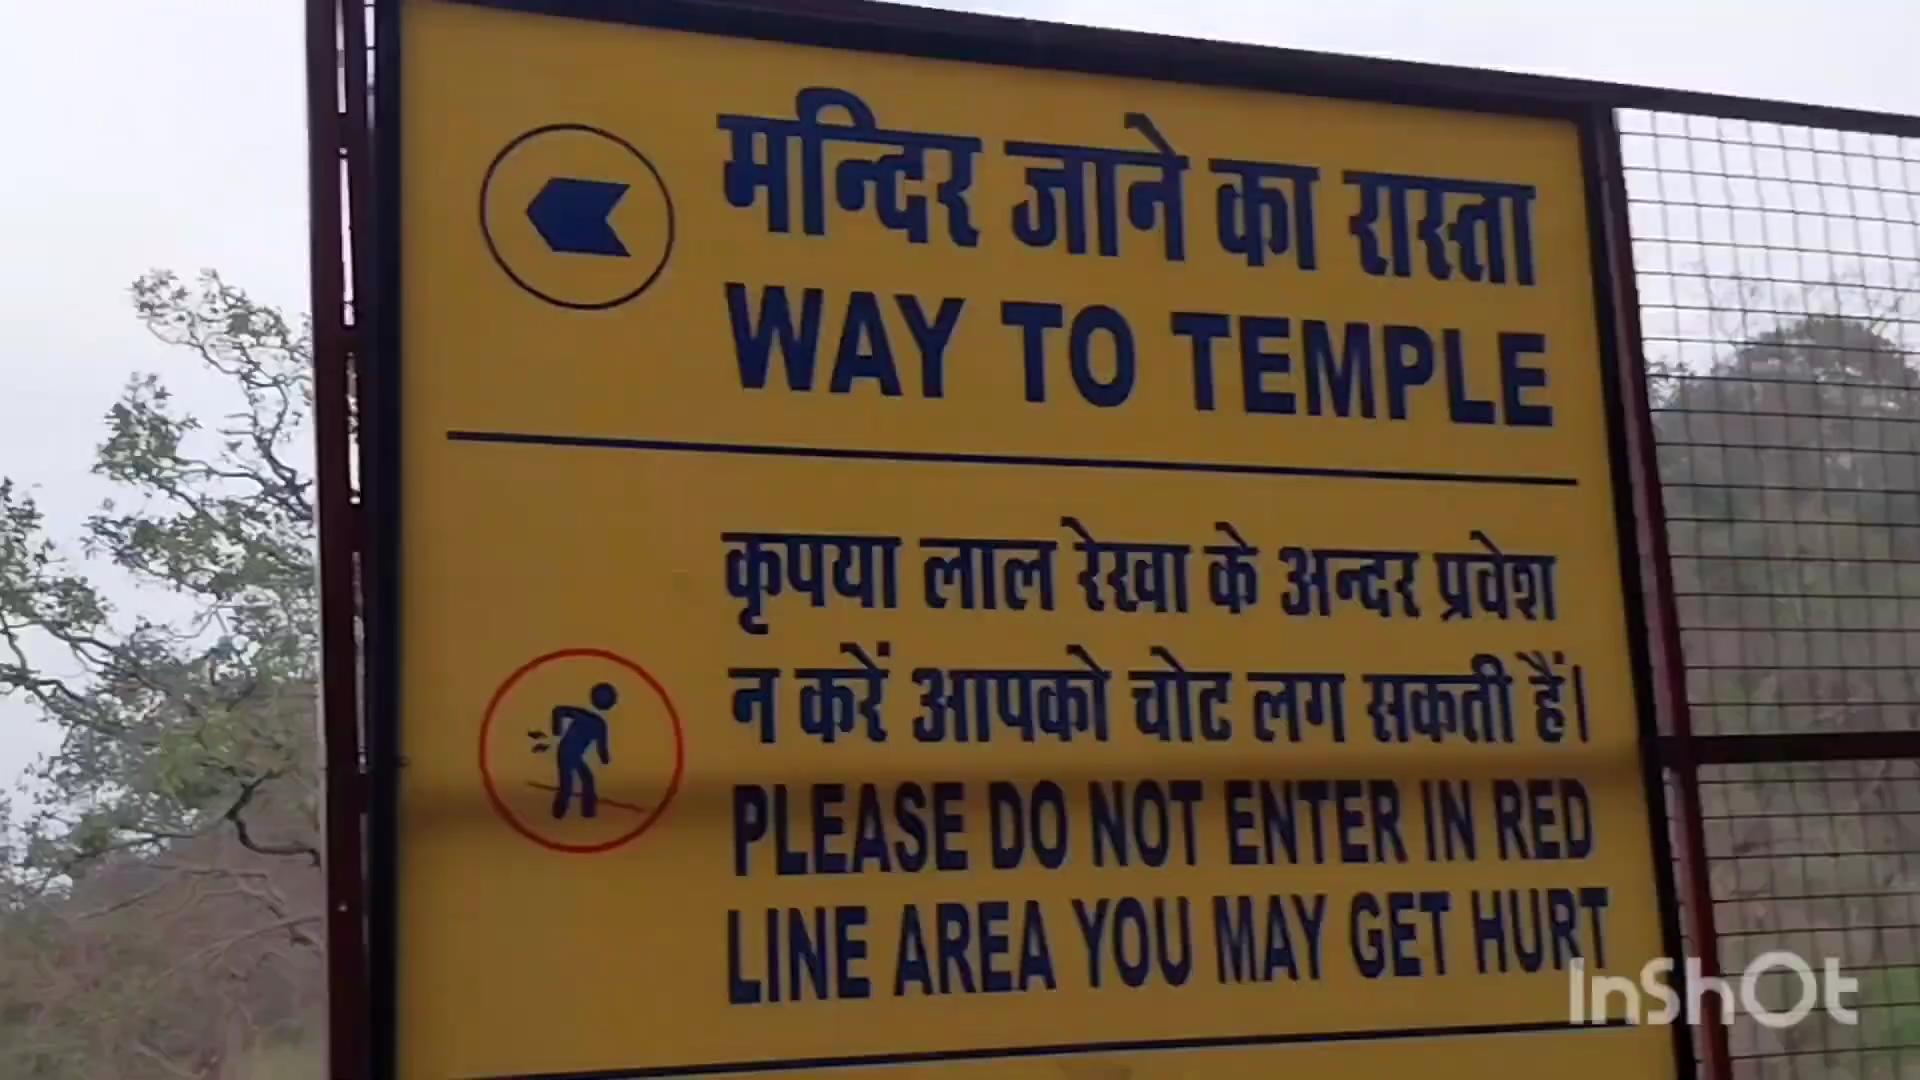 मन्दिर जाने का रास्ता
WAY TO TEMPLE
कृपया लाल रेखा के अन्दर प्रवेश
न करें आपको चोट लग सकती हैं।
PLEASE DO NOT ENTER IN RED
LINE AREA YOU MAY GET HURT
InShOt